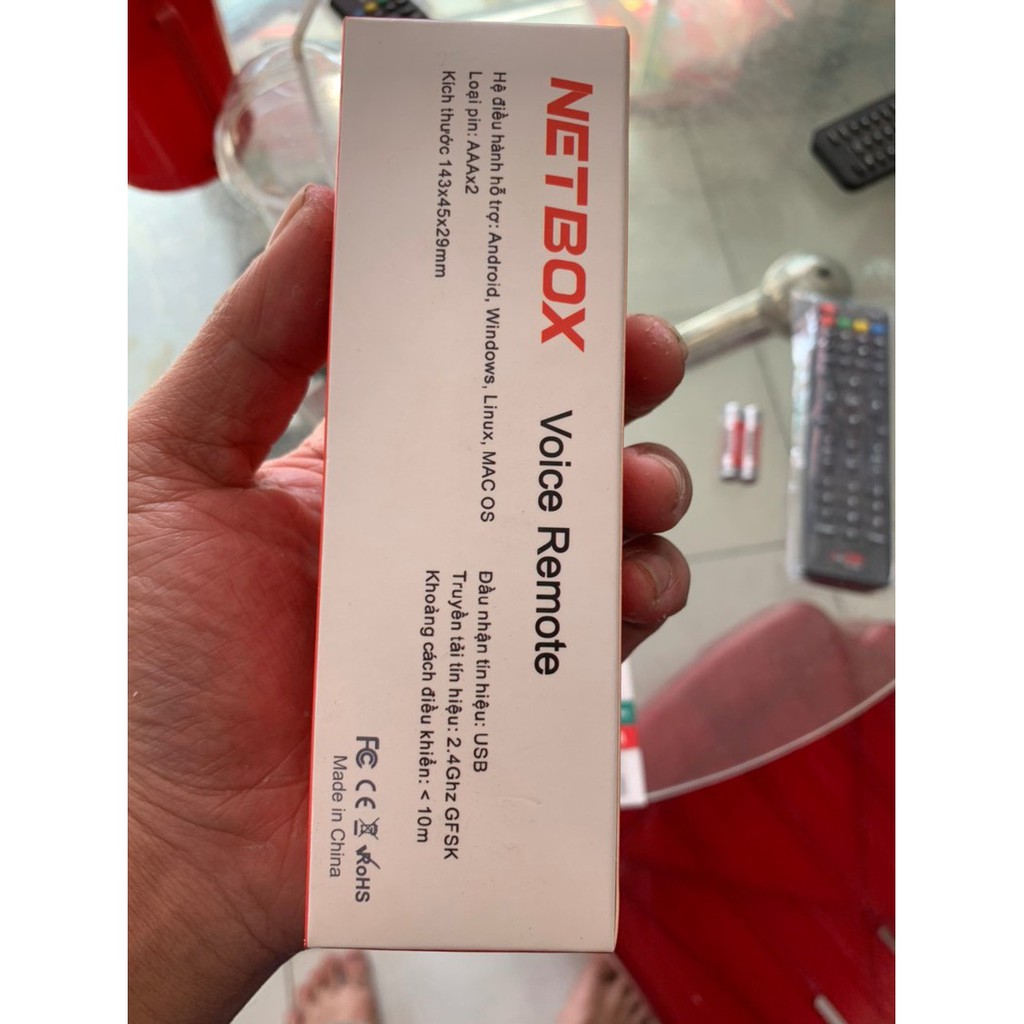 NETBOX Voice Remote
Hệ điều hành hỗ trợ: Android, Windows, Linux, MAC OS
Loại pin: AAAx2
Kích thước 143x45x29mm
Đầu nhận tín hiệu: USB
Truyền tải tín hiệu: 2.4Ghz GFSK
Khoảng cách điều khiển: < 10m
FC CE RoHS
Made in China